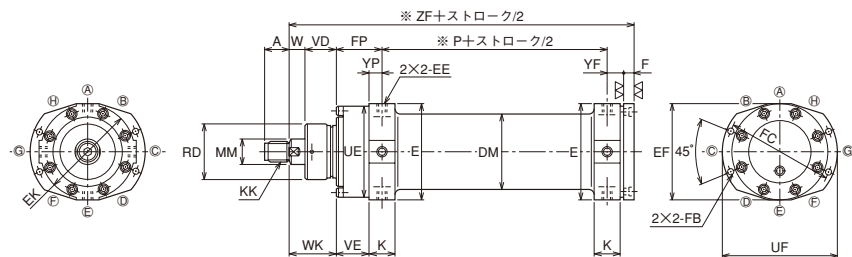 ※ ZF＋ストローク/2
A W VD FP ※ P＋ストローク/2
YP 2×2-EE YF F
Ⓐ Ⓗ Ⓑ Ⓖ Ⓒ Ⓕ Ⓓ Ⓔ
EK
RD MM KK UE E DM E
WK VE K K
EF 45° FC
Ⓐ Ⓑ Ⓗ Ⓒ Ⓖ Ⓓ Ⓕ Ⓔ
2×2-FB
UF